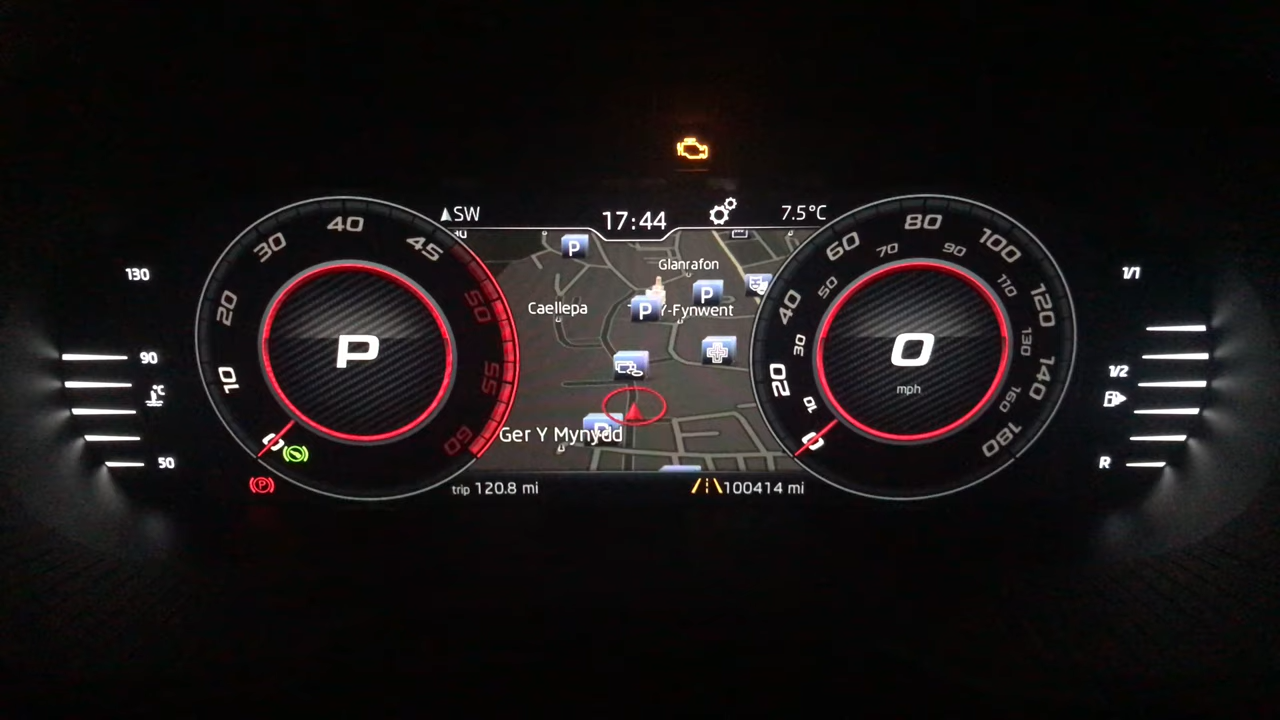 SW
17:44
7.5°C
40
30
45
20
50
10
55
0
60
P
130
90
°C
50
P
P
Glanrafon
P
P
Y-Fynwent
Caellepa
Ger Y Mynydd
trip 120.8 mi
100414 mi
80
60
100
70
90
50
110
40
120
30
130
20
140
10
160
0
180
0
mph
1/1
1/2
R